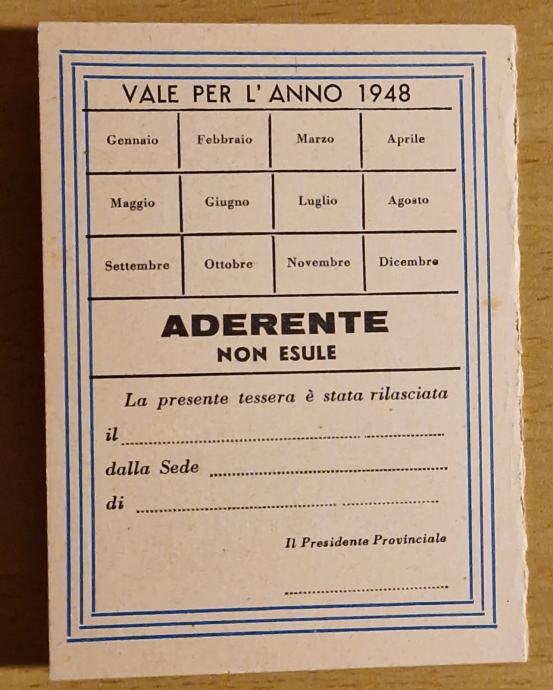 VALE PER L'ANNO 1948
Gennaio Febbraio Marzo Aprile
Maggio Giugno Luglio Agosto
Settembre Ottobre Novembre Dicembre
ADERENTE
NON ESULE
La presente tessera è stata rilasciata
il
dalla Sede
di
Il Presidente Provinciale